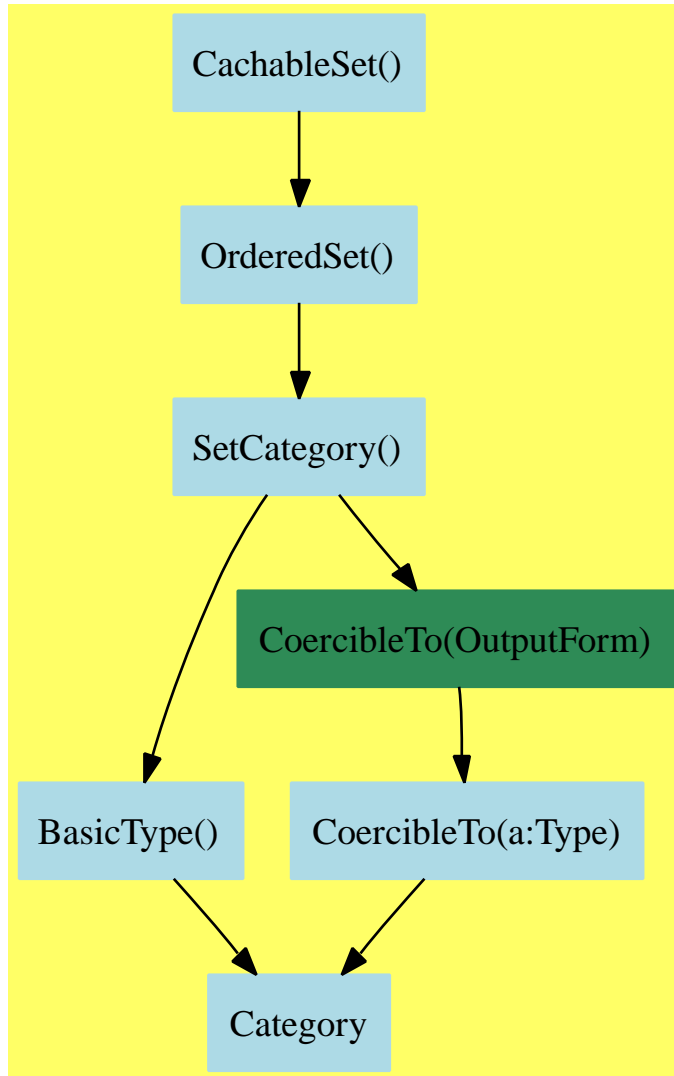 CachableSet()
OrderedSet()
SetCategory()
CoercibleTo(OutputForm)
BasicType()
CoercibleTo(a:Type)
Category